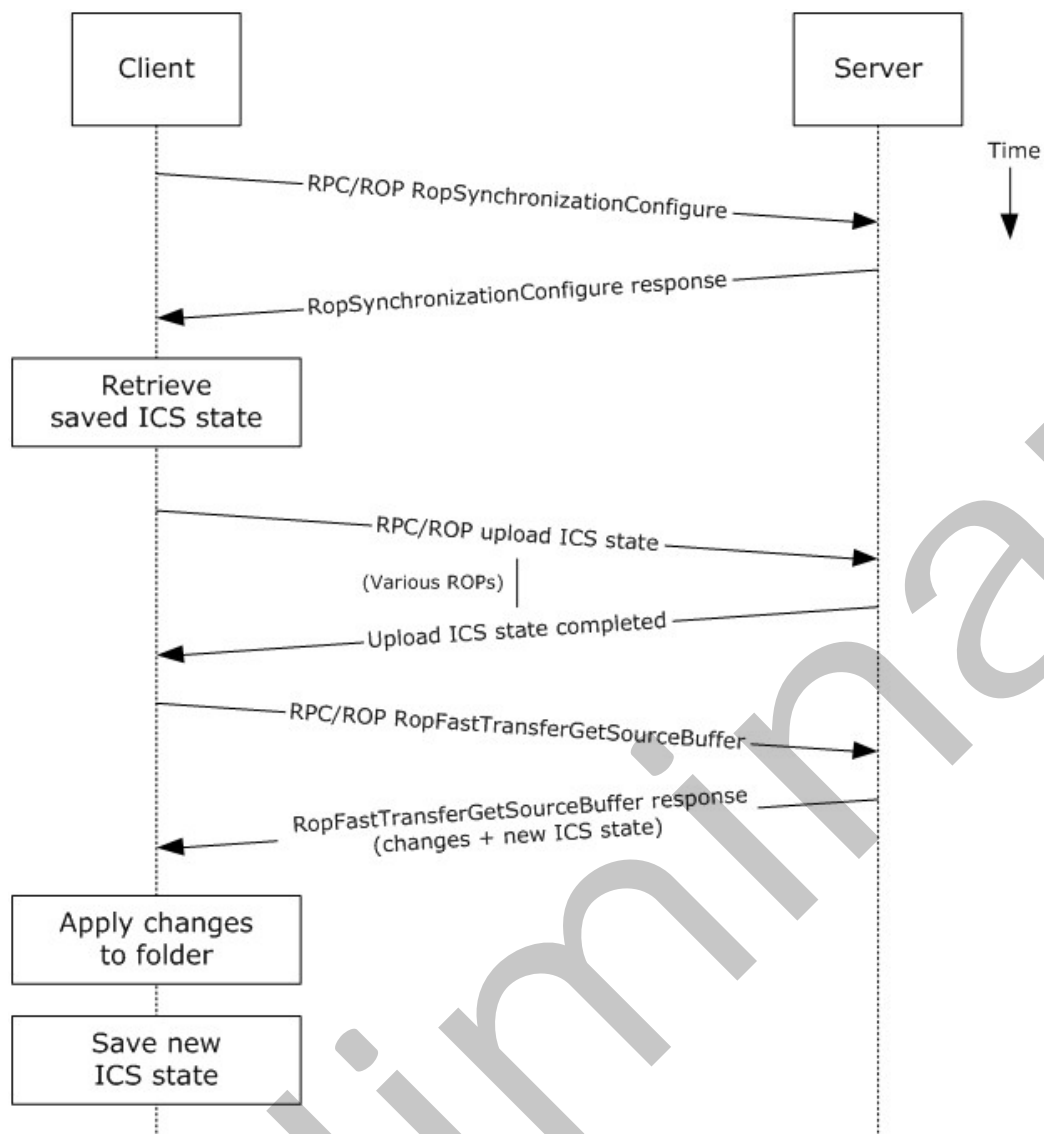 Client
Server
Time
RPC/ROP RopSynchronizationConfigure
RopSynchronizationConfigure response
Retrieve
saved ICS state
RPC/ROP upload ICS state
(Various ROPs)
Upload ICS state completed
RPC/ROP RopFastTransferGetSourceBuffer
RopFastTransferGetSourceBuffer response
(changes + new ICS state)
Apply changes
to folder
Save new
ICS state